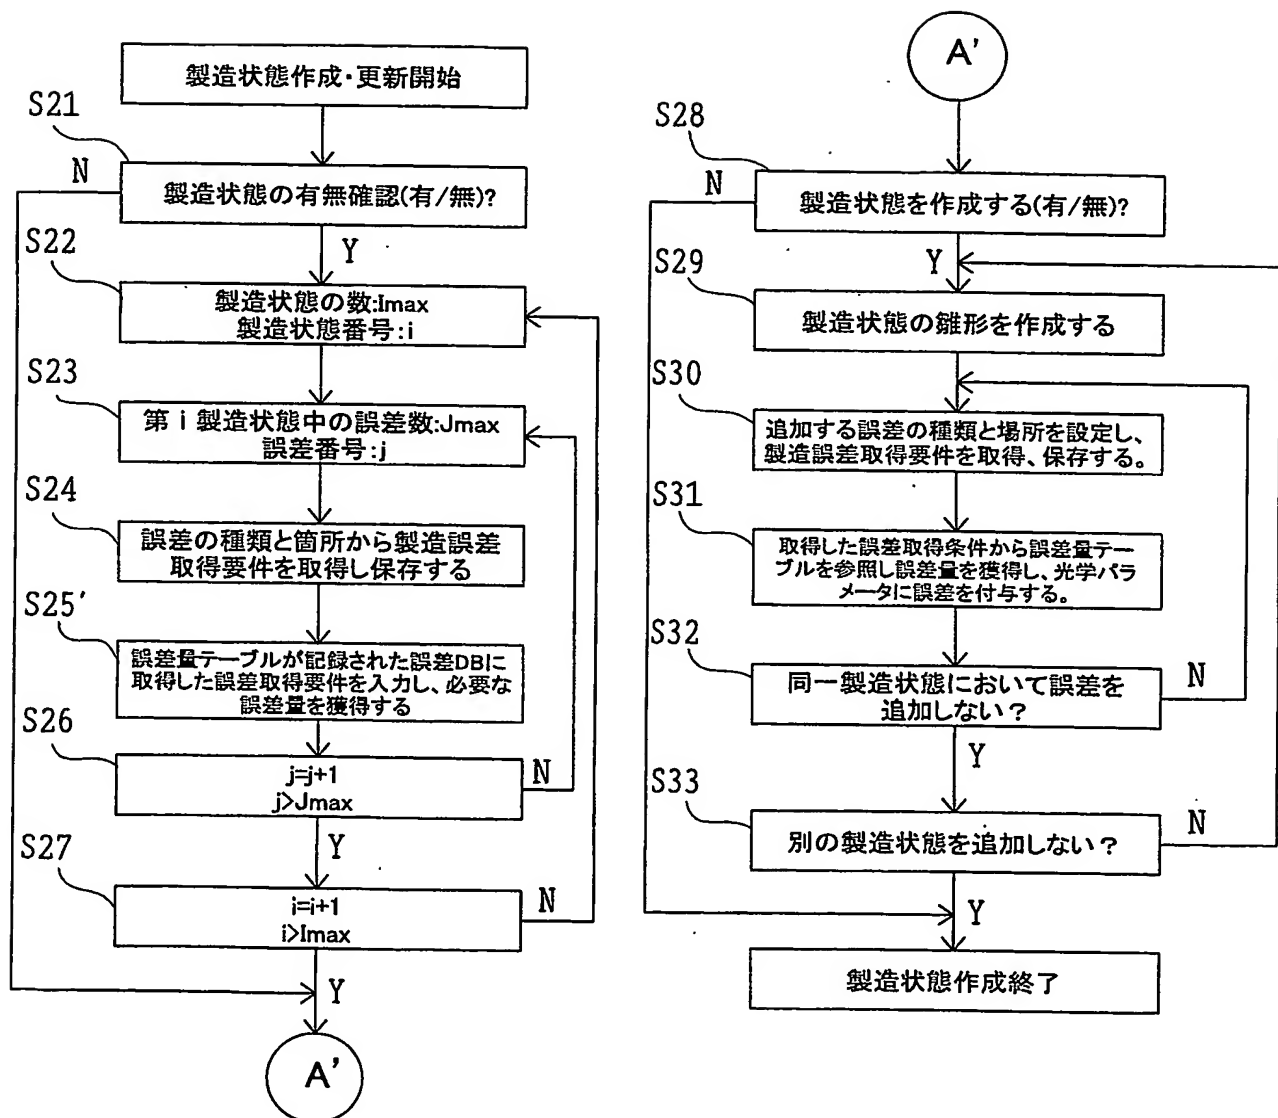 製造状態作成・更新開始
S21
N
製造状態の有無確認(有/無)?
Y
S22
製造状態の数:Imax
製造状態番号:i
S23
第 i 製造状態中の誤差数:Jmax
誤差番号:j
S24
誤差の種類と箇所から製造誤差
取得要件を取得し保存する
S25'
誤差量テーブルが記録された誤差DBに
取得した誤差取得要件を入力し、必要な
誤差量を獲得する
S26
j=j+1
j>Jmax
N
Y
S27
i=i+1
i>Imax
N
Y
A'
A'
S28
N
製造状態を作成する(有/無)?
Y
S29
製造状態の雛形を作成する
S30
追加する誤差の種類と場所を設定し、
製造誤差取得要件を取得、保存する。
S31
取得した誤差取得条件から誤差量テー
ブルを参照し誤差量を獲得し、光学パラ
メータに誤差を付与する。
S32
同一製造状態において誤差を
追加しない?
N
Y
S33
別の製造状態を追加しない?
N
Y
製造状態作成終了